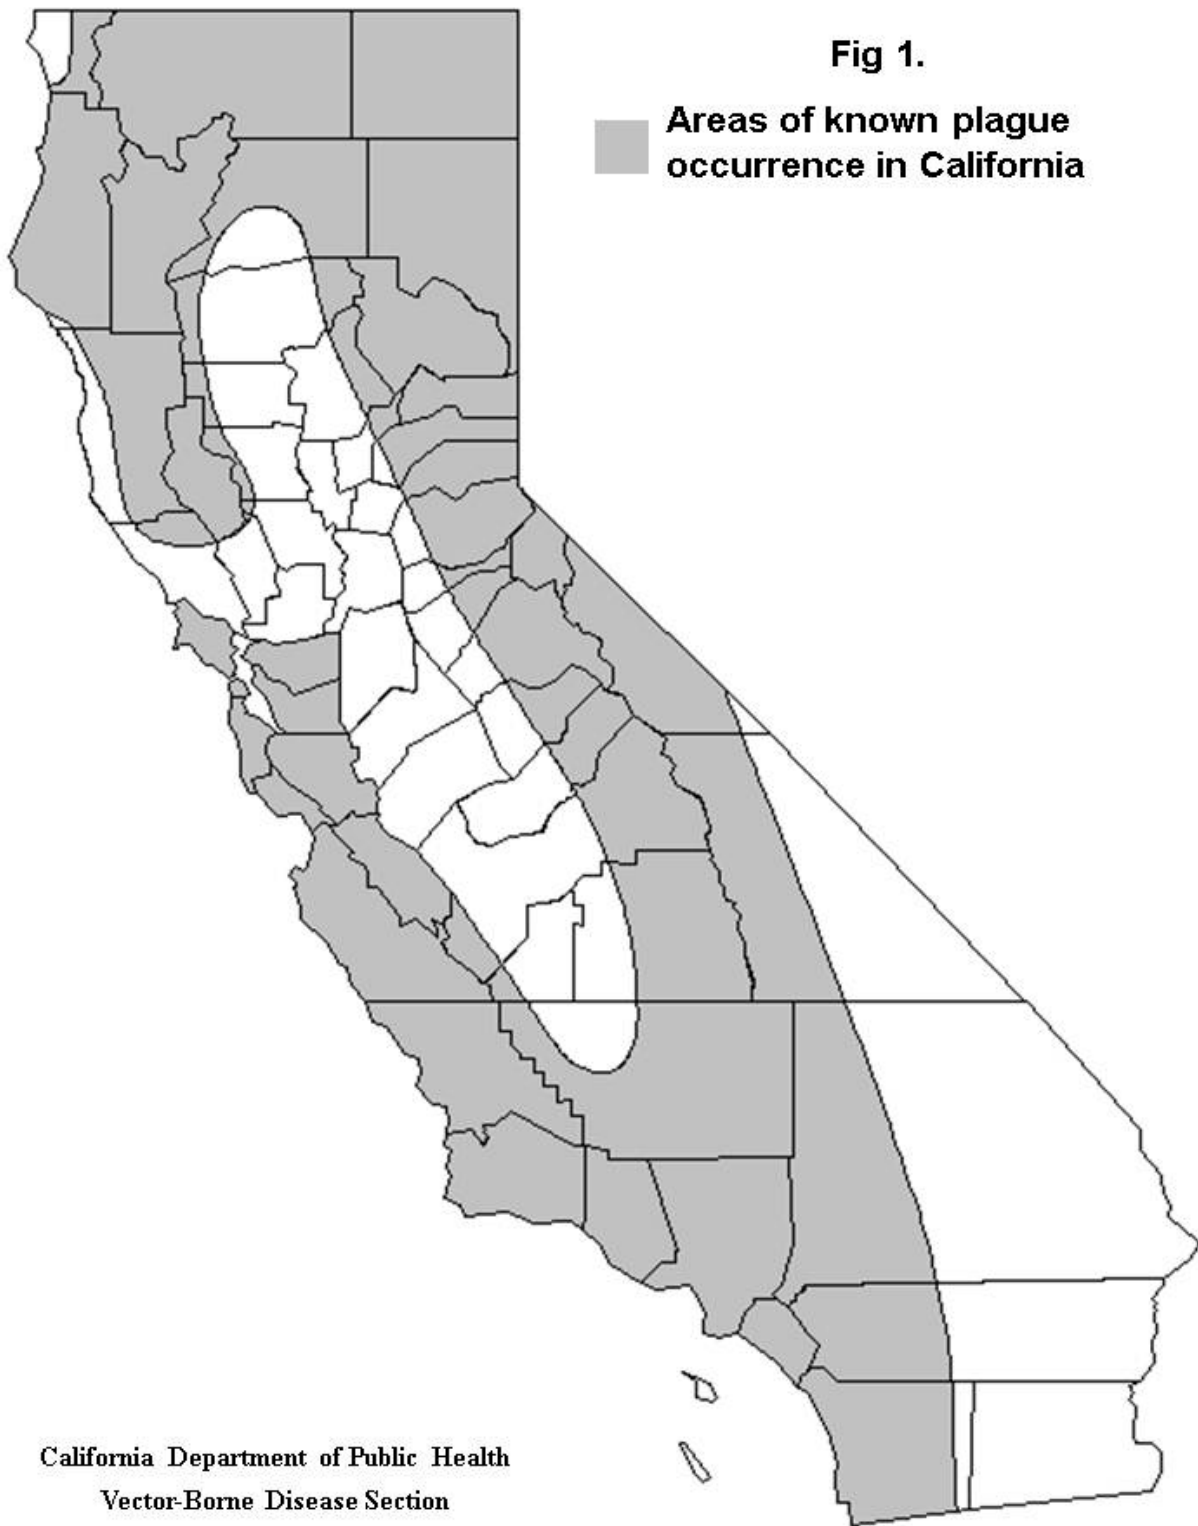 Fig 1.
Areas of known plague
occurrence in California
California Department of Public Health
Vector-Borne Disease Section